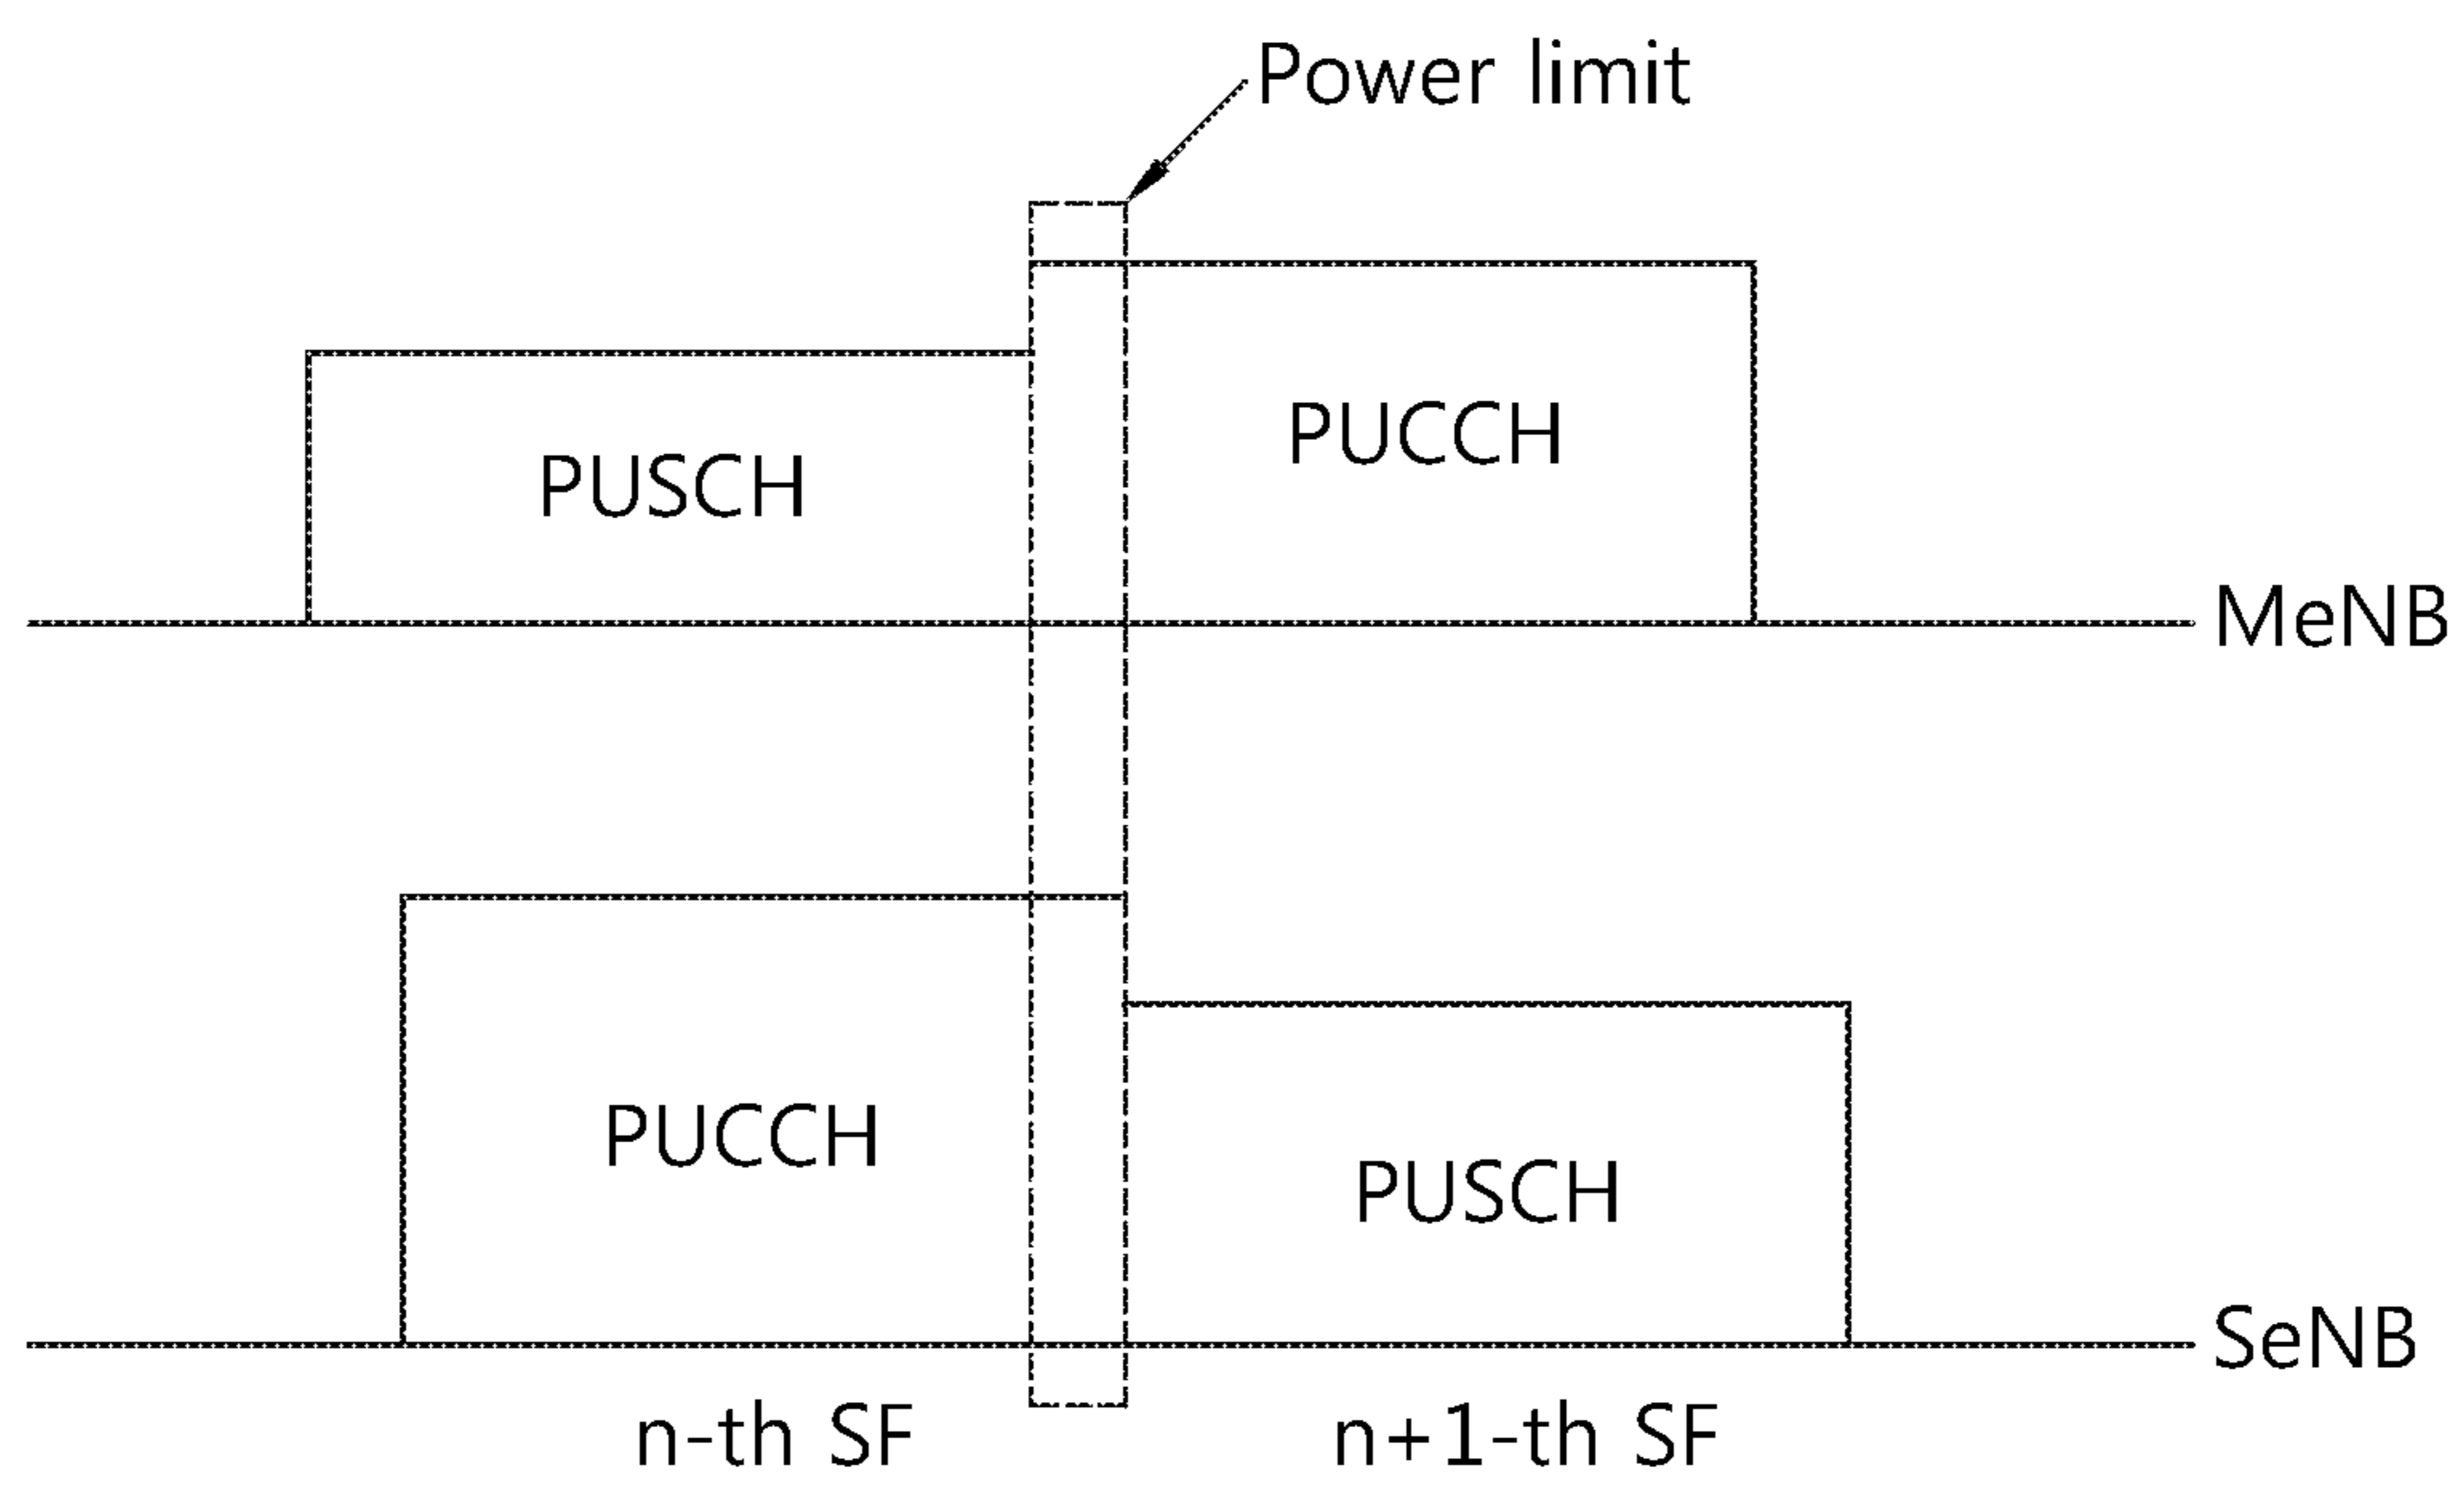 Power limit
PUCCH
PUSCH
MeNB
PUCCH
PUSCH
SeNB
n-th SF
n+1-th SF